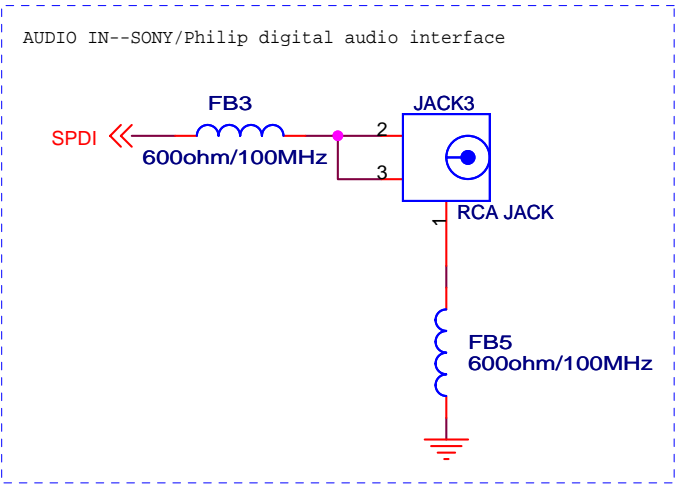 AUDIO IN--SONY/Philip digital audio interface
FB3
JACK3
SPDI
2
600ohm/100MHz
3
RCA JACK
1
FB5
600ohm/100MHz